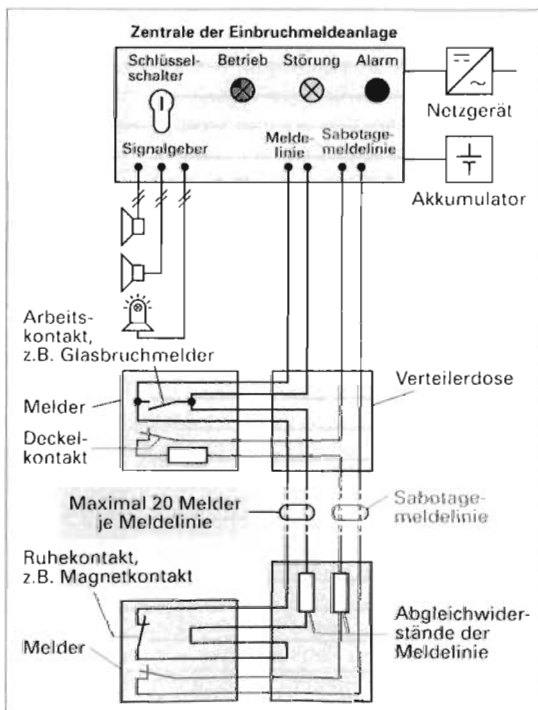 Zentrale der Einbruchmeldeanlage
Schlüssel-
schalter
Betrieb
Störung
Alarm
Netzgerät
Signalgeber
Melde-
linie
Sabotage-
meldelinie
Akkumulator
Arbeits-
kontakt,
z.B. Glasbruchmelder
Verteilerdose
Melder
Deckel-
kontakt
Maximal 20 Melder
je Meldelinie
Sabotage-
meldelinie
Ruhekontakt,
z.B. Magnetkontakt
Abgleichwider-
stände der
Meldelinie
Melder